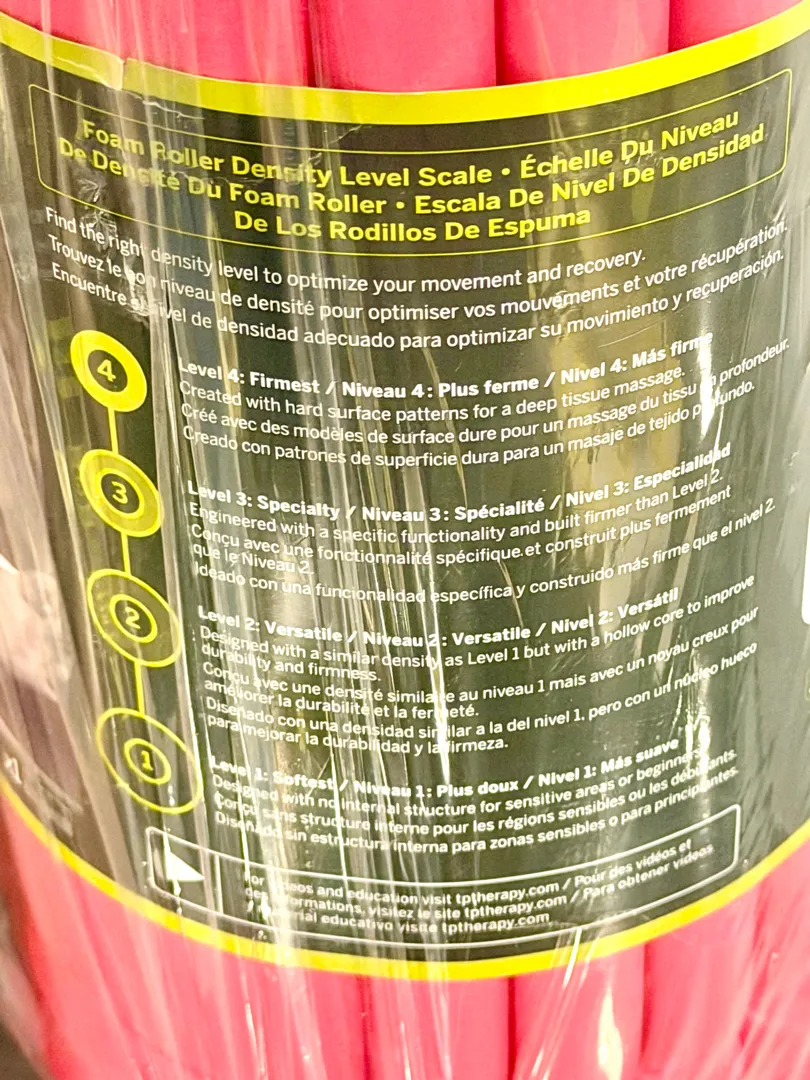 Foam Roller Density Level Scale • Échelle Du Niveau
De Densité Du Foam Roller • Escala De Nivel De Densidad
De Los Rodillos De Espuma
Find the right density level to optimize your movement and recovery.
Trouvez le bon niveau de densité pour optimiser vos mouvements et votre récupération.
Encuentre el nivel de densidad adecuado para optimizar su movimiento y recuperación.
4
Level 4: Firmest / Niveau 4 : Plus ferme / Nivel 4: Más firme
Created with hard surface patterns for a deep tissue massage.
Créé avec des modèles de surface dure pour un massage du tissu en profondeur.
Creado con patrones de superficie dura para un masaje de tejido profundo.
3
Level 3: Specialty / Niveau 3 : Spécialité / Nivel 3: Especialidad
Engineered with a specific functionality and built firmer than Level 2.
Conçu avec une fonctionnalité spécifique et construit plus fermement
que le Niveau 2.
Ideado con una funcionalidad específica y construido más firme que el nivel 2.
2
Level 2: Versatile / Niveau 2 : Versatile / Nivel 2: Versátil
Designed with a similar density as Level 1 but with a hollow core to improve
durability and firmness.
Conçu avec une densité similaire au niveau 1 mais avec un noyau creux pour
améliorer la durabilité et la fermeté.
Diseñado con una densidad similar a la del nivel 1, pero con un núcleo hueco
para mejorar la durabilidad y la firmeza.
1
Level 1: Softest / Niveau 1 : Plus doux / Nivel 1: Más suave
Designed with no internal structure for sensitive areas or beginners.
Conçu sans structure interne pour les régions sensibles ou les débutants.
Diseñado sin estructura interna para zonas sensibles o para principiantes.
For videos and education visit tptherapy.com / Pour des vidéos et
des informations, visitez le site tptherapy.com / Para obtener videos
y material educativo visite tptherapy.com